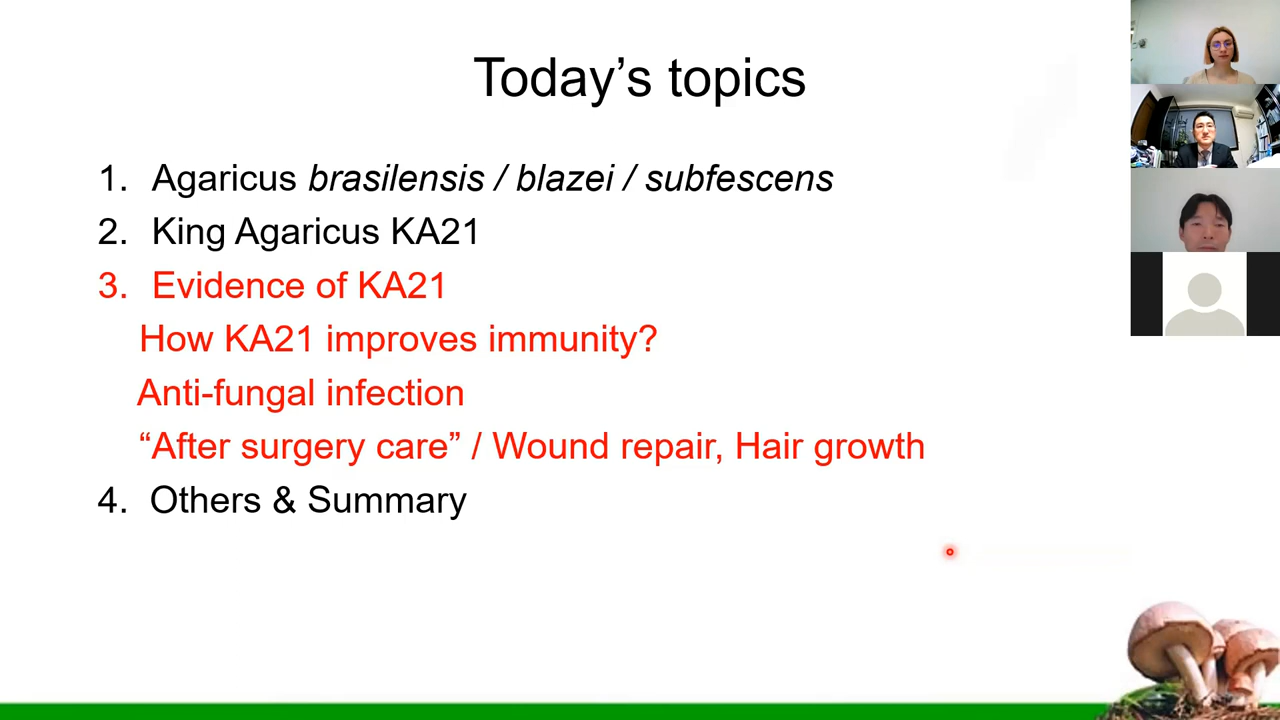 Today’s topics
1. Agaricus brasilensis / blazei / subfescens
2. King Agaricus KA21
3. Evidence of KA21
How KA21 improves immunity?
Anti-fungal infection
“After surgery care” / Wound repair, Hair growth
4. Others & Summary